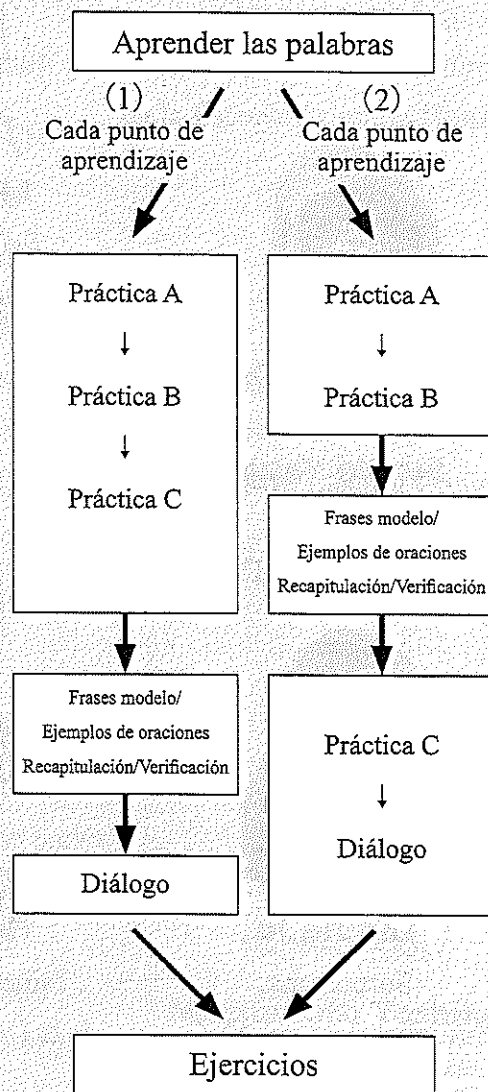 Aprender las palabras
(1)
Cada punto de
aprendizaje
Práctica A
↓
Práctica B
↓
Práctica C
Frases modelo/
Ejemplos de oraciones
Recapitulación/Verificación
Diálogo
(2)
Cada punto de
aprendizaje
Práctica A
↓
Práctica B
Frases modelo/
Ejemplos de oraciones
Recapitulación/Verificación
Práctica C
↓
Diálogo
Ejercicios